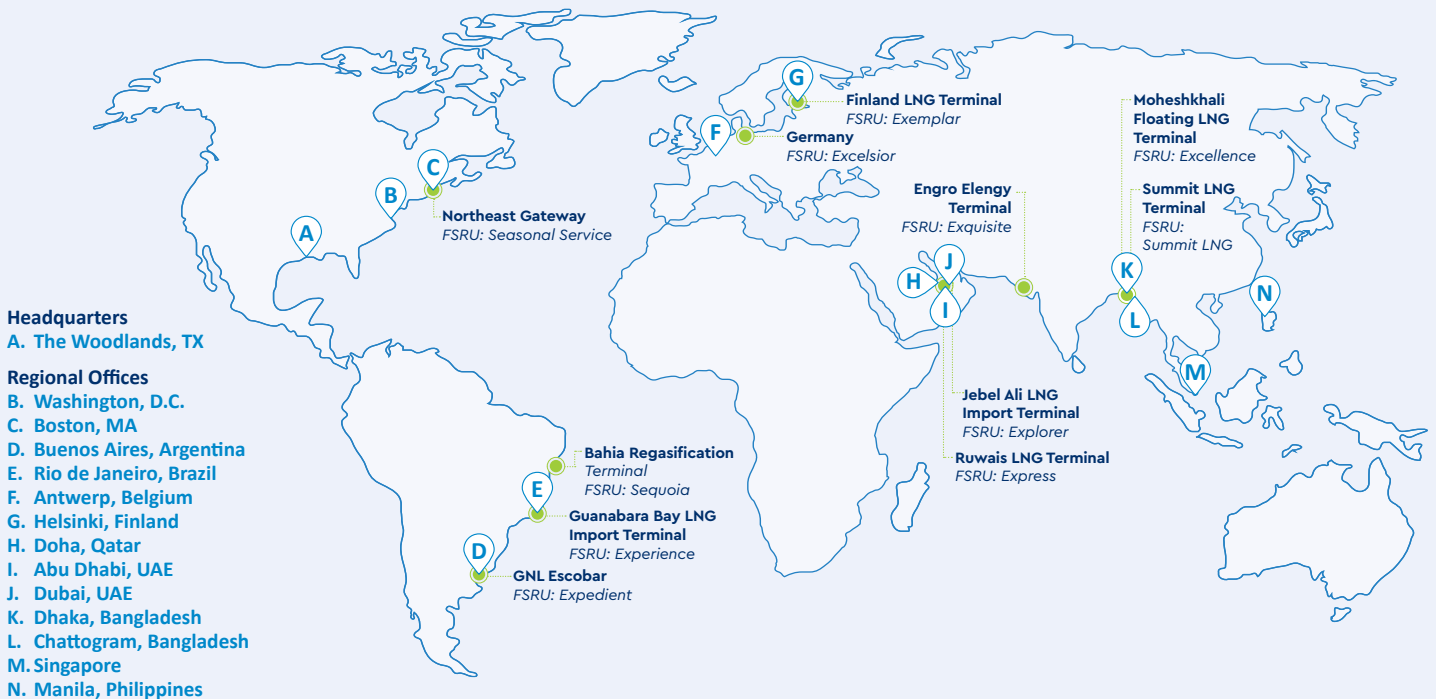 G
Finland LNG Terminal
FSRU: Exemplar
F
Germany
FSRU: Excelsior
Moheshkhali
Floating LNG
Terminal
FSRU: Excellence
C
B
Northeast Gateway
FSRU: Seasonal Service
A
Engro Elengy
Terminal
FSRU: Exquisite
Summit LNG
Terminal
FSRU:
Summit LNG
J
H
I
K
L
N
M
Headquarters
A. The Woodlands, TX
Regional Offices
B. Washington, D.C.
C. Boston, MA
D. Buenos Aires, Argentina
E. Rio de Janeiro, Brazil
F. Antwerp, Belgium
G. Helsinki, Finland
H. Doha, Qatar
I. Abu Dhabi, UAE
J. Dubai, UAE
K. Dhaka, Bangladesh
L. Chattogram, Bangladesh
M. Singapore
N. Manila, Philippines
Jebel Ali LNG
Import Terminal
FSRU: Explorer
Ruwais LNG Terminal
FSRU: Express
Bahia Regasification
Terminal
FSRU: Sequoia
E
Guanabara Bay LNG
Import Terminal
FSRU: Experience
D
GNL Escobar
FSRU: Expedient